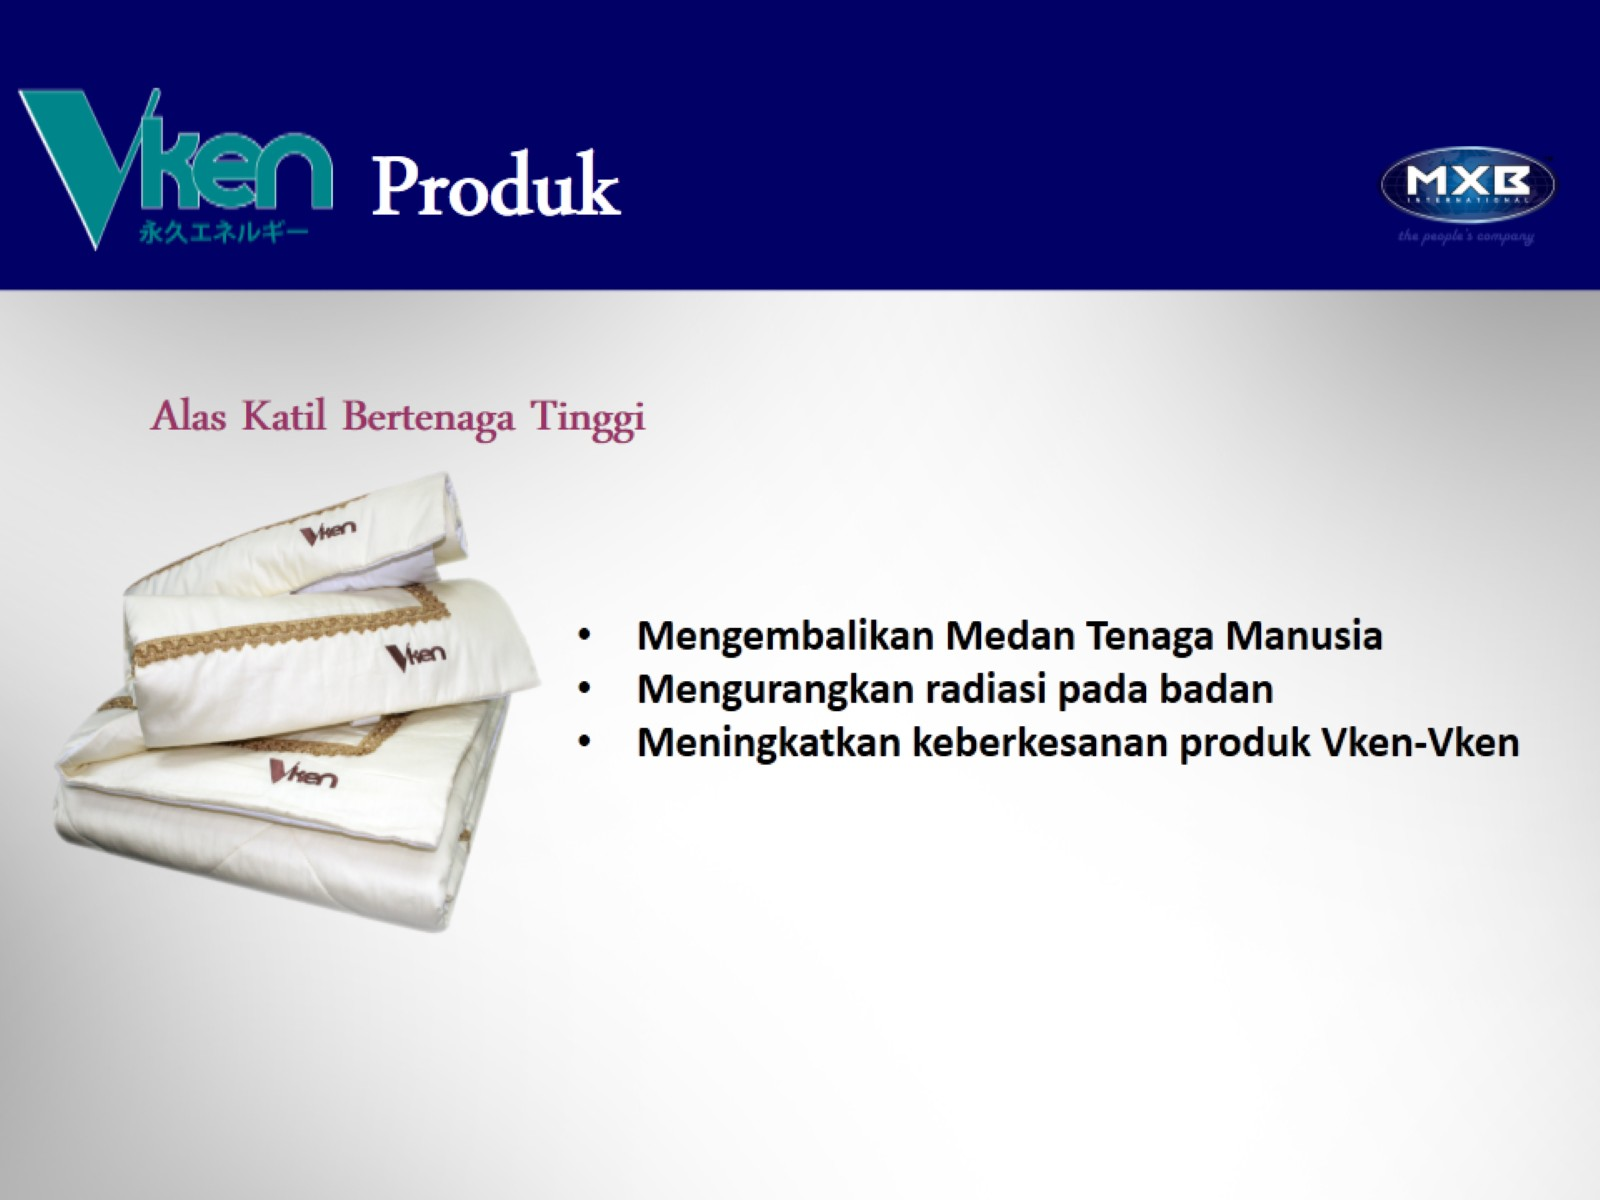 Vken
永久エネルギー
Produk
MXB
INTERNATIONAL
the people's company
Alas Katil Bertenaga Tinggi
Vken
Vken
Vken
• Mengembalikan Medan Tenaga Manusia
• Mengurangkan radiasi pada badan
• Meningkatkan keberkesanan produk Vken-Vken